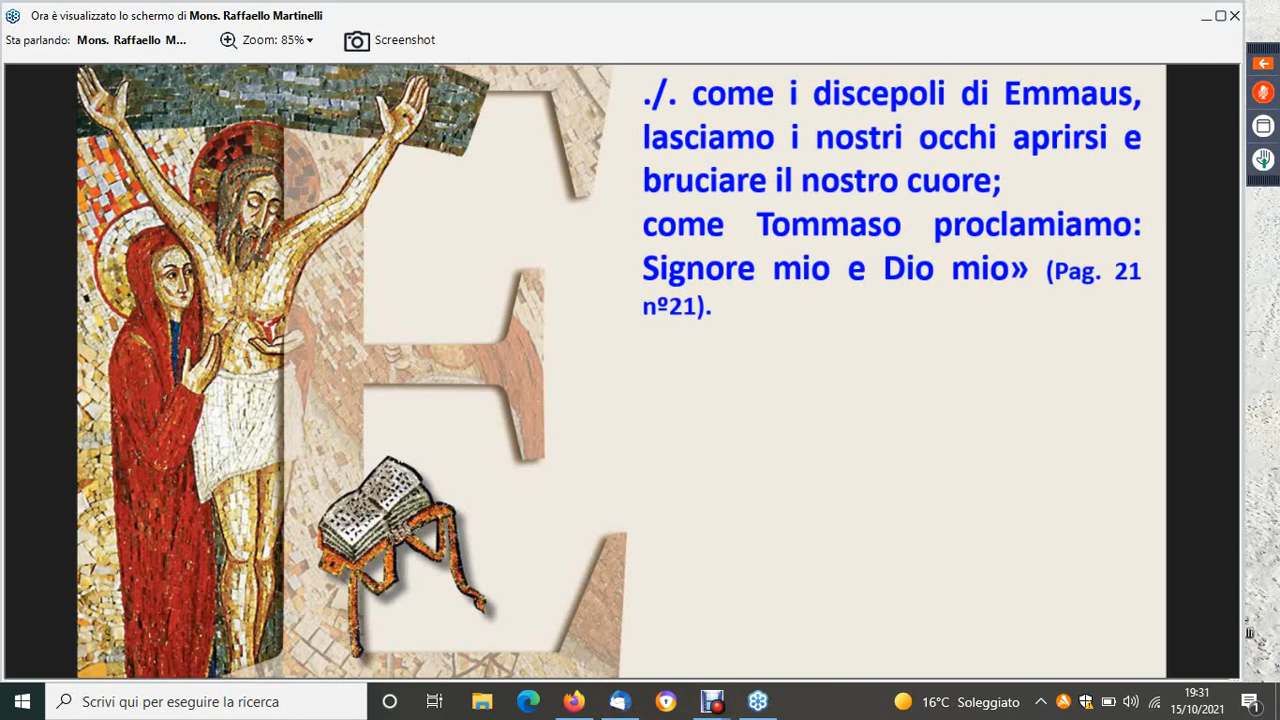 Ora è visualizzato lo schermo di Mons. Raffaello Martinelli
Sta parlando: Mons. Raffaello M... Zoom: 85% Screenshot
./. come i discepoli di Emmaus,
lasciamo i nostri occhi aprirsi e
bruciare il nostro cuore;
come Tommaso proclamiamo:
Signore mio e Dio mio» (Pag. 21
nº21).
Scrivi qui per eseguire la ricerca
16°C Soleggiato
19:31
15/10/2021
1